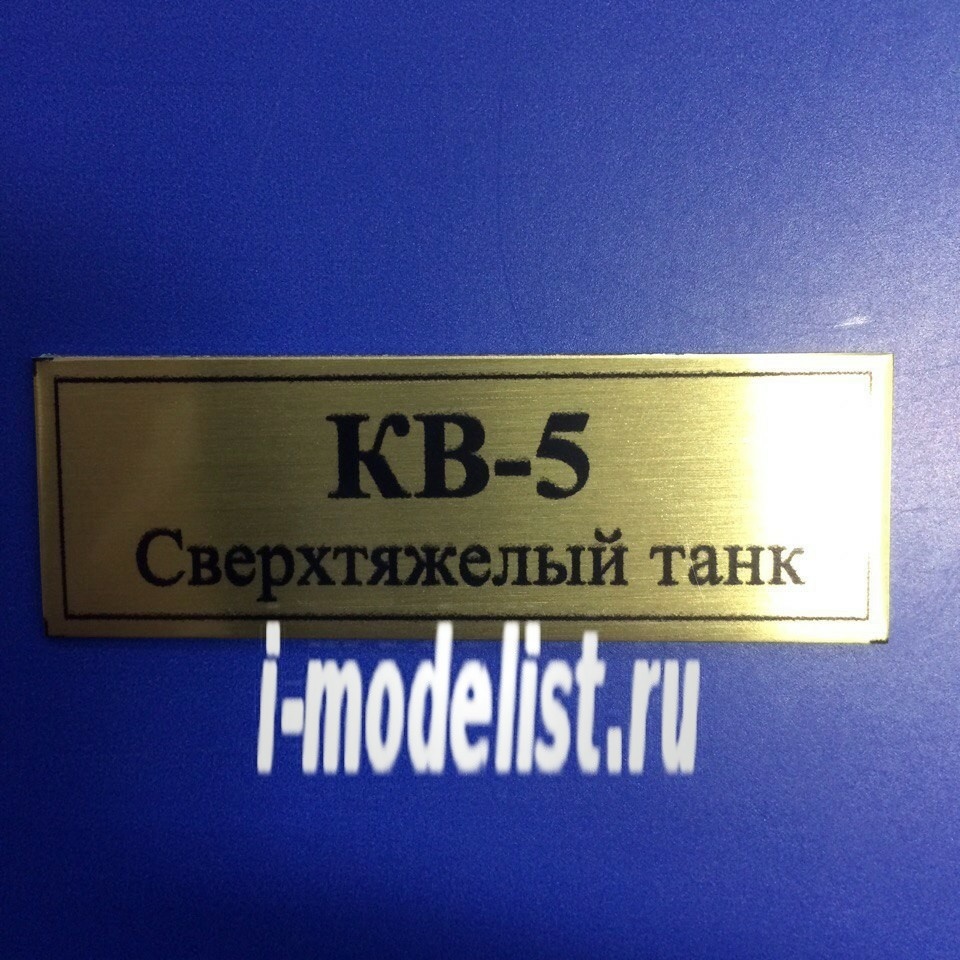 КВ-5
Сверхтяжелый танк
i-modelist.ru